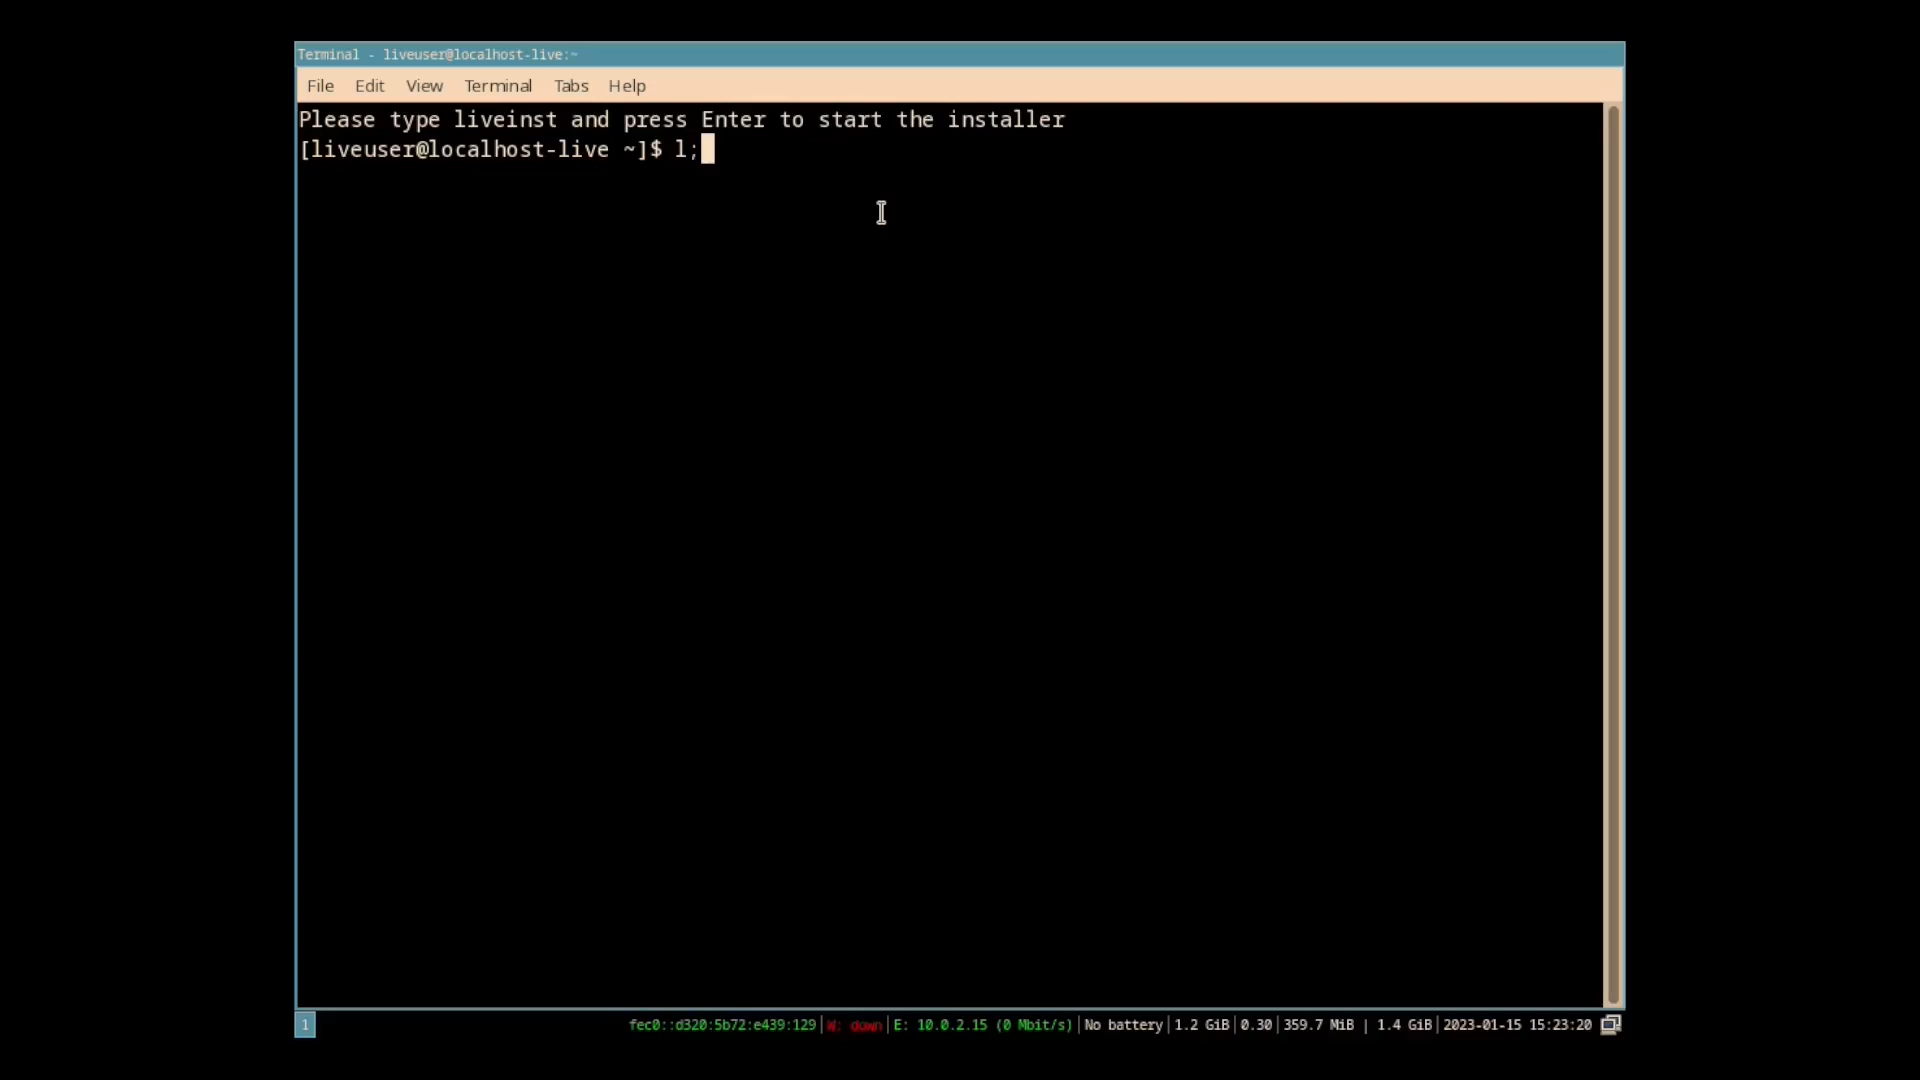 Terminal - liveuser@localhost-live:~
File Edit View Terminal Tabs Help
Please type liveinst and press Enter to start the installer
[liveuser@localhost-live ~]$ l;
1 fec0::d320:5b72:e439:129|W: down|E: 10.0.2.15 (0 Mbit/s)|No battery|1.2 GiB|0.30|359.7 MiB | 1.4 GiB|2023-01-15 15:23:20